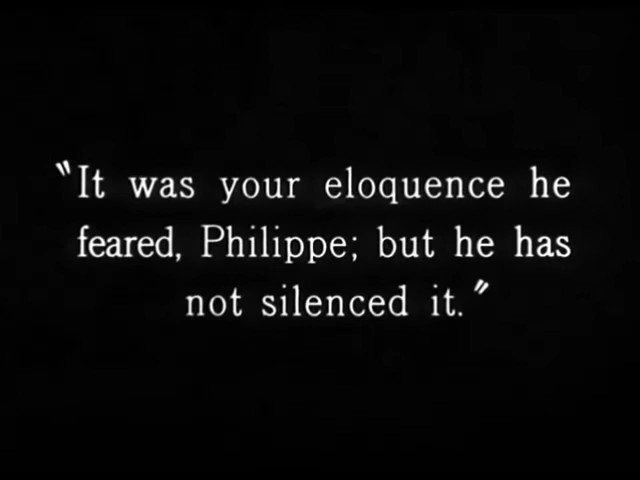 "It was your eloquence he
feared, Philippe; but he has
not silenced it."